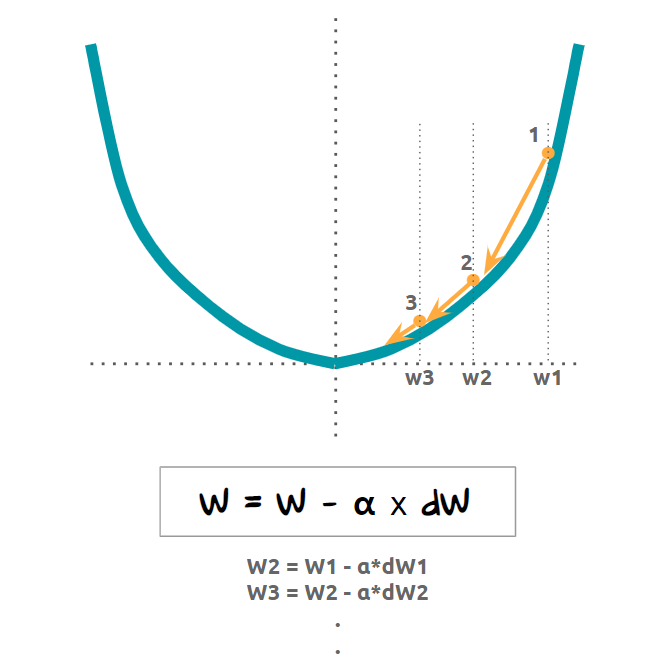 1
2
3
w3 w2 w1
W = W - α x dW
W2 = W1 - α*dW1
W3 = W2 - α*dW2
.
.